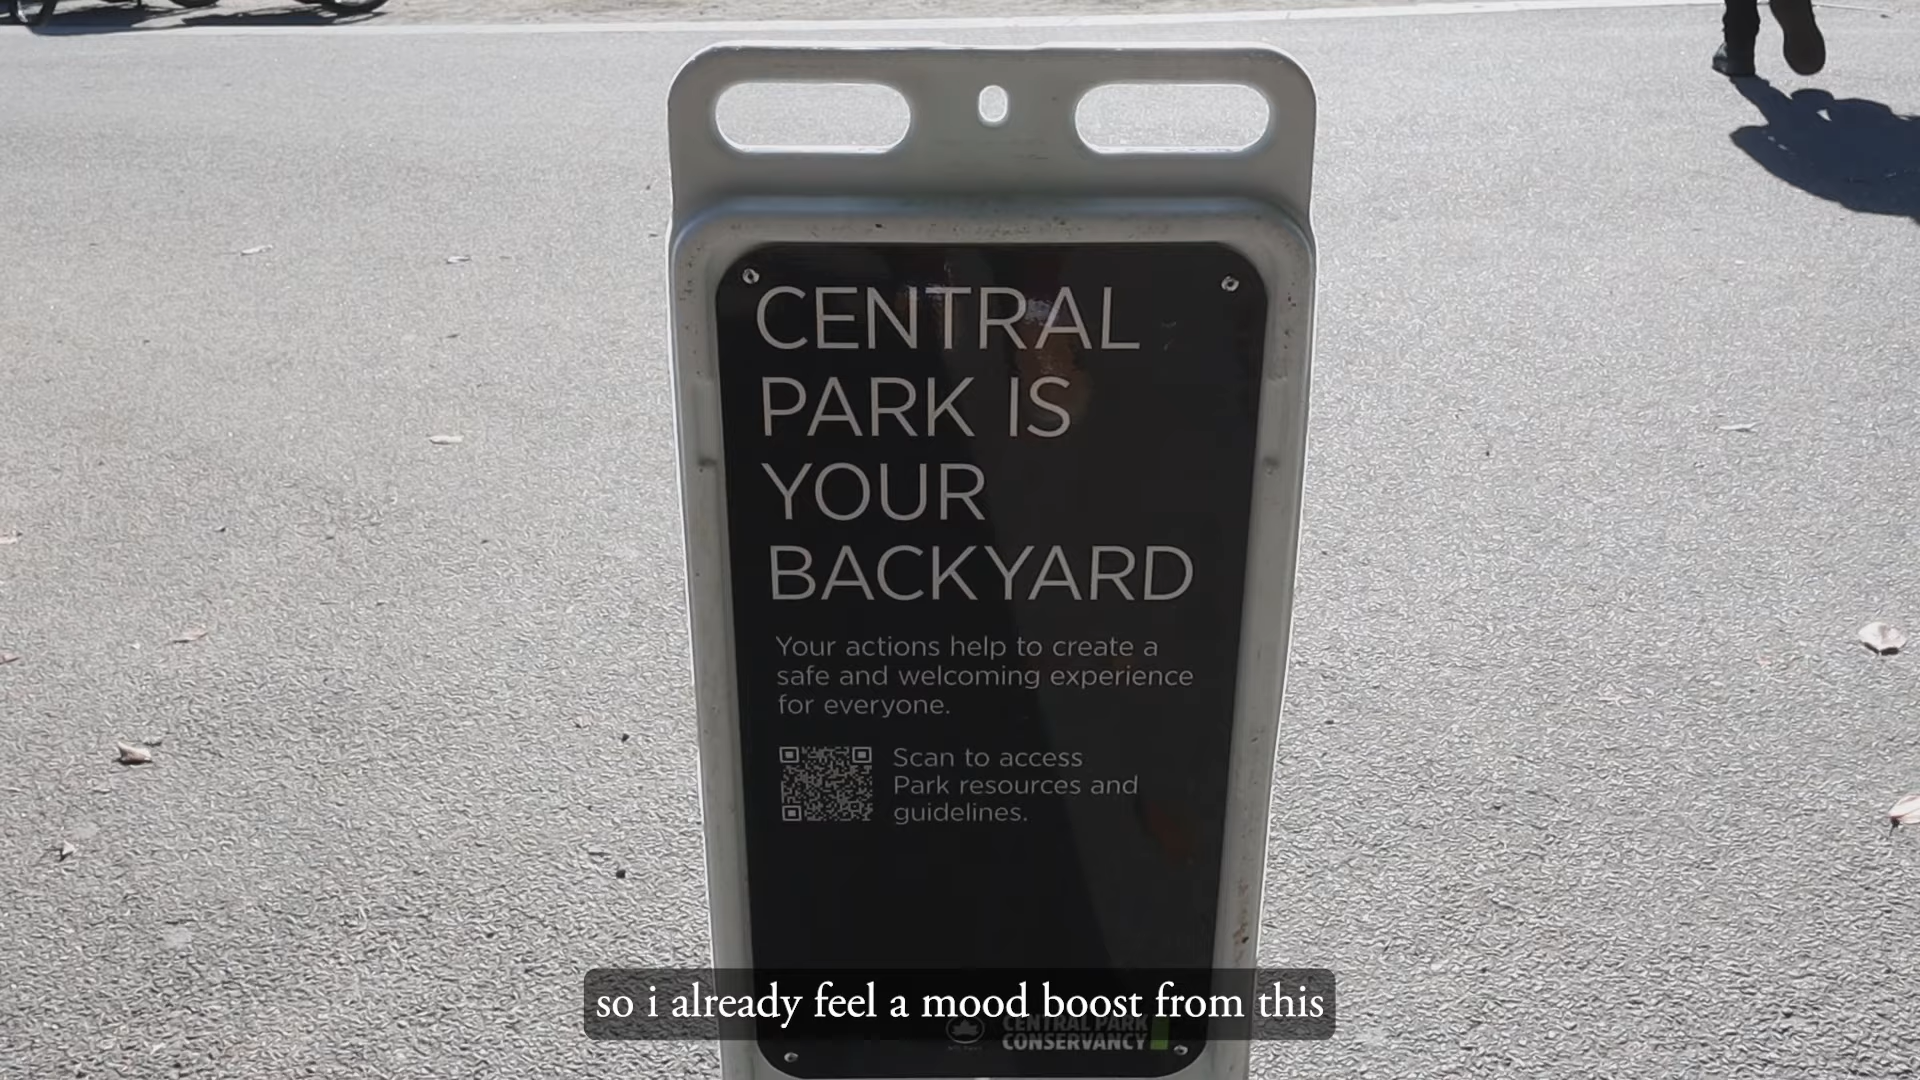 CENTRAL
PARK IS
YOUR
BACKYARD
Your actions help to create a
safe and welcoming experience
for everyone.
Scan to access
Park resources and
guidelines.
so i already feel a mood boost from this
CENTRAL PARK
CONSERVANCY